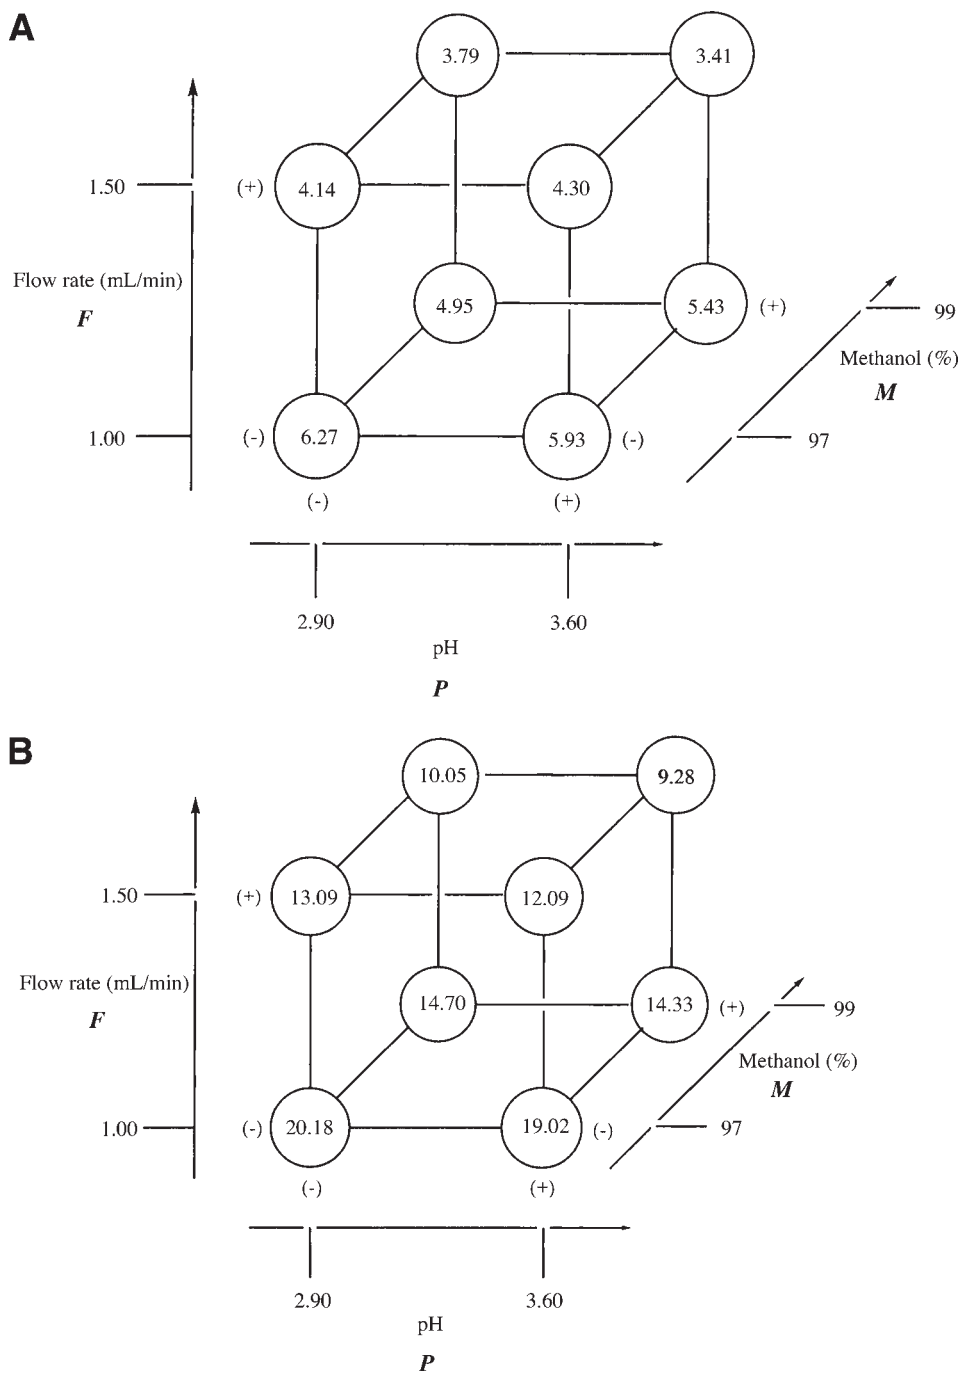 A
3.79 3.41
1.50 (+) 4.14 4.30
Flow rate (mL/min)
F
4.95 5.43 (+)
99
Methanol (%)
M
1.00 (-) 6.27 5.93 (-) 97
(-) (+)
2.90 3.60
pH
P
B
10.05 9.28
1.50 (+) 13.09 12.09
Flow rate (mL/min)
F
14.70 14.33 (+) 99
Methanol (%)
M
1.00 (-) 20.18 19.02 (-) 97
(-) (+)
2.90 3.60
pH
P